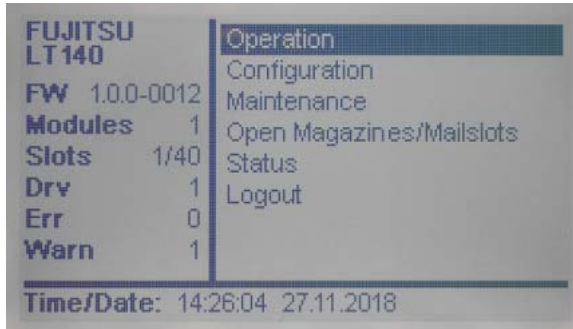 FUJITSU
LT140
FW 1.0.0-0012
Modules 1
Slots 1/40
Drv 1
Err 0
Warn 1
Operation
Configuration
Maintenance
Open Magazines/Mailslots
Status
Logout
Time/Date: 14:26:04 27.11.2018